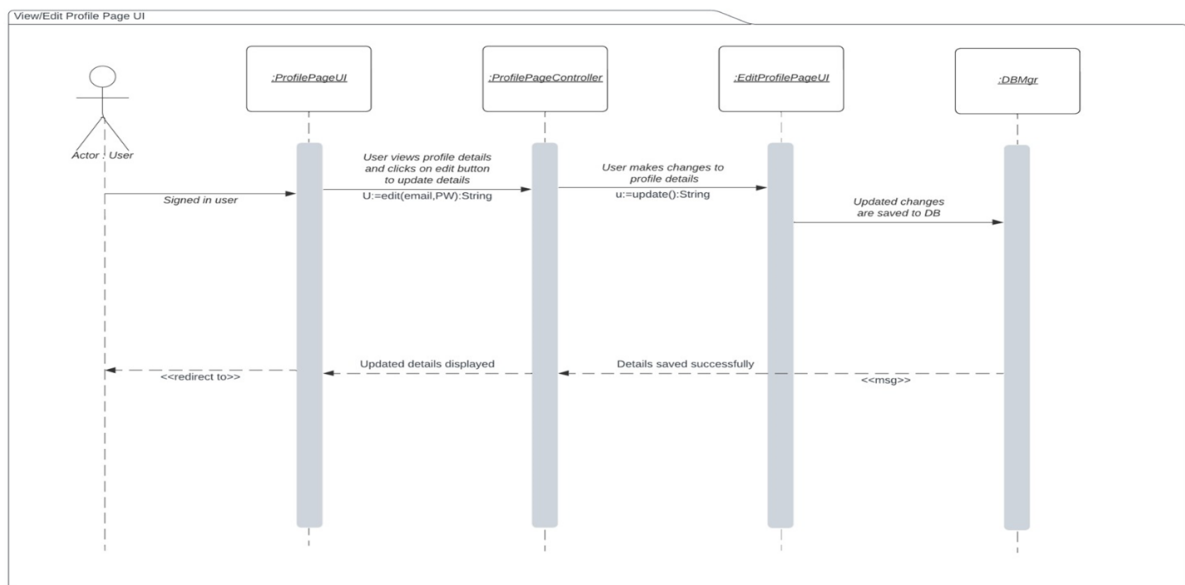 View/Edit Profile Page UI
:ProfilePageUI
:ProfilePageController
:EditProfilePageUI
:DBMgr
Actor : User
User views profile details
and clicks on edit button
to update details
U:=edit(email,PW):String
User makes changes to
profile details
u:=update():String
Signed in user
Updated changes
are saved to DB
<<redirect to>>
Updated details displayed
Details saved successfully
<<msg>>